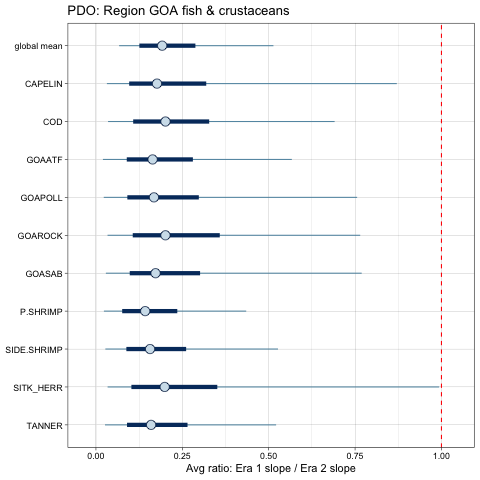 PDO: Region GOA fish & crustaceans
global mean
CAPELIN
COD
GOAATF
GOAPOLL
GOAROCK
GOASAB
P.SHRIMP
SIDE.SHRIMP
SITK_HERR
TANNER
0.00 0.25 0.50 0.75 1.00
Avg ratio: Era 1 slope / Era 2 slope